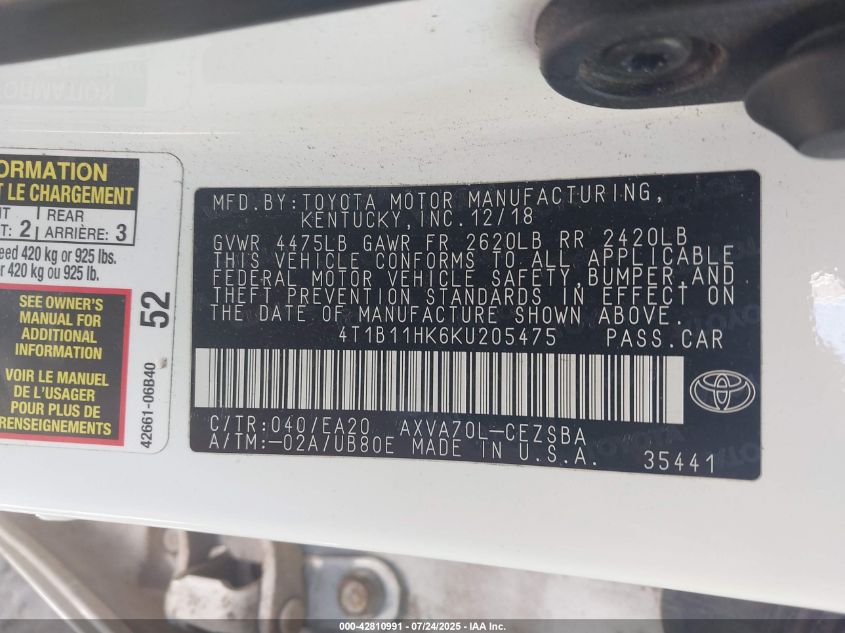 ORMATION
T LE CHARGEMENT
NT REAR
T: 2 ARRIÈRE: 3
eed 420 kg or 925 lbs.
420 kg ou 925 lb.
SEE OWNER'S
MANUAL FOR
ADDITIONAL
INFORMATION
VOIR LE MANUEL
DE L'USAGER
POUR PLUS DE
RENSEIGNEMENTS
52
42661-06B40
MFD.BY: TOYOTA MOTOR MANUFACTURING,
KENTUCKY, INC. 12/18
GVWR 4475LB GAWR FR 2620LB RR 2420LB
THIS VEHICLE CONFORMS TO ALL APPLICABLE
FEDERAL MOTOR VEHICLE SAFETY, BUMPER, AND
THEFT PREVENTION STANDARDS IN EFFECT ON
THE DATE OF MANUFACTURE SHOWN ABOVE.
4T1B11HK6KU205475 PASS.CAR
C/TR: 040/EA20 AXVA70L-CEZSBA
A/TM: -02A/UB80E MADE IN U.S.A. 35441
000-42810991 - 07/24/2025 - IAA Inc.